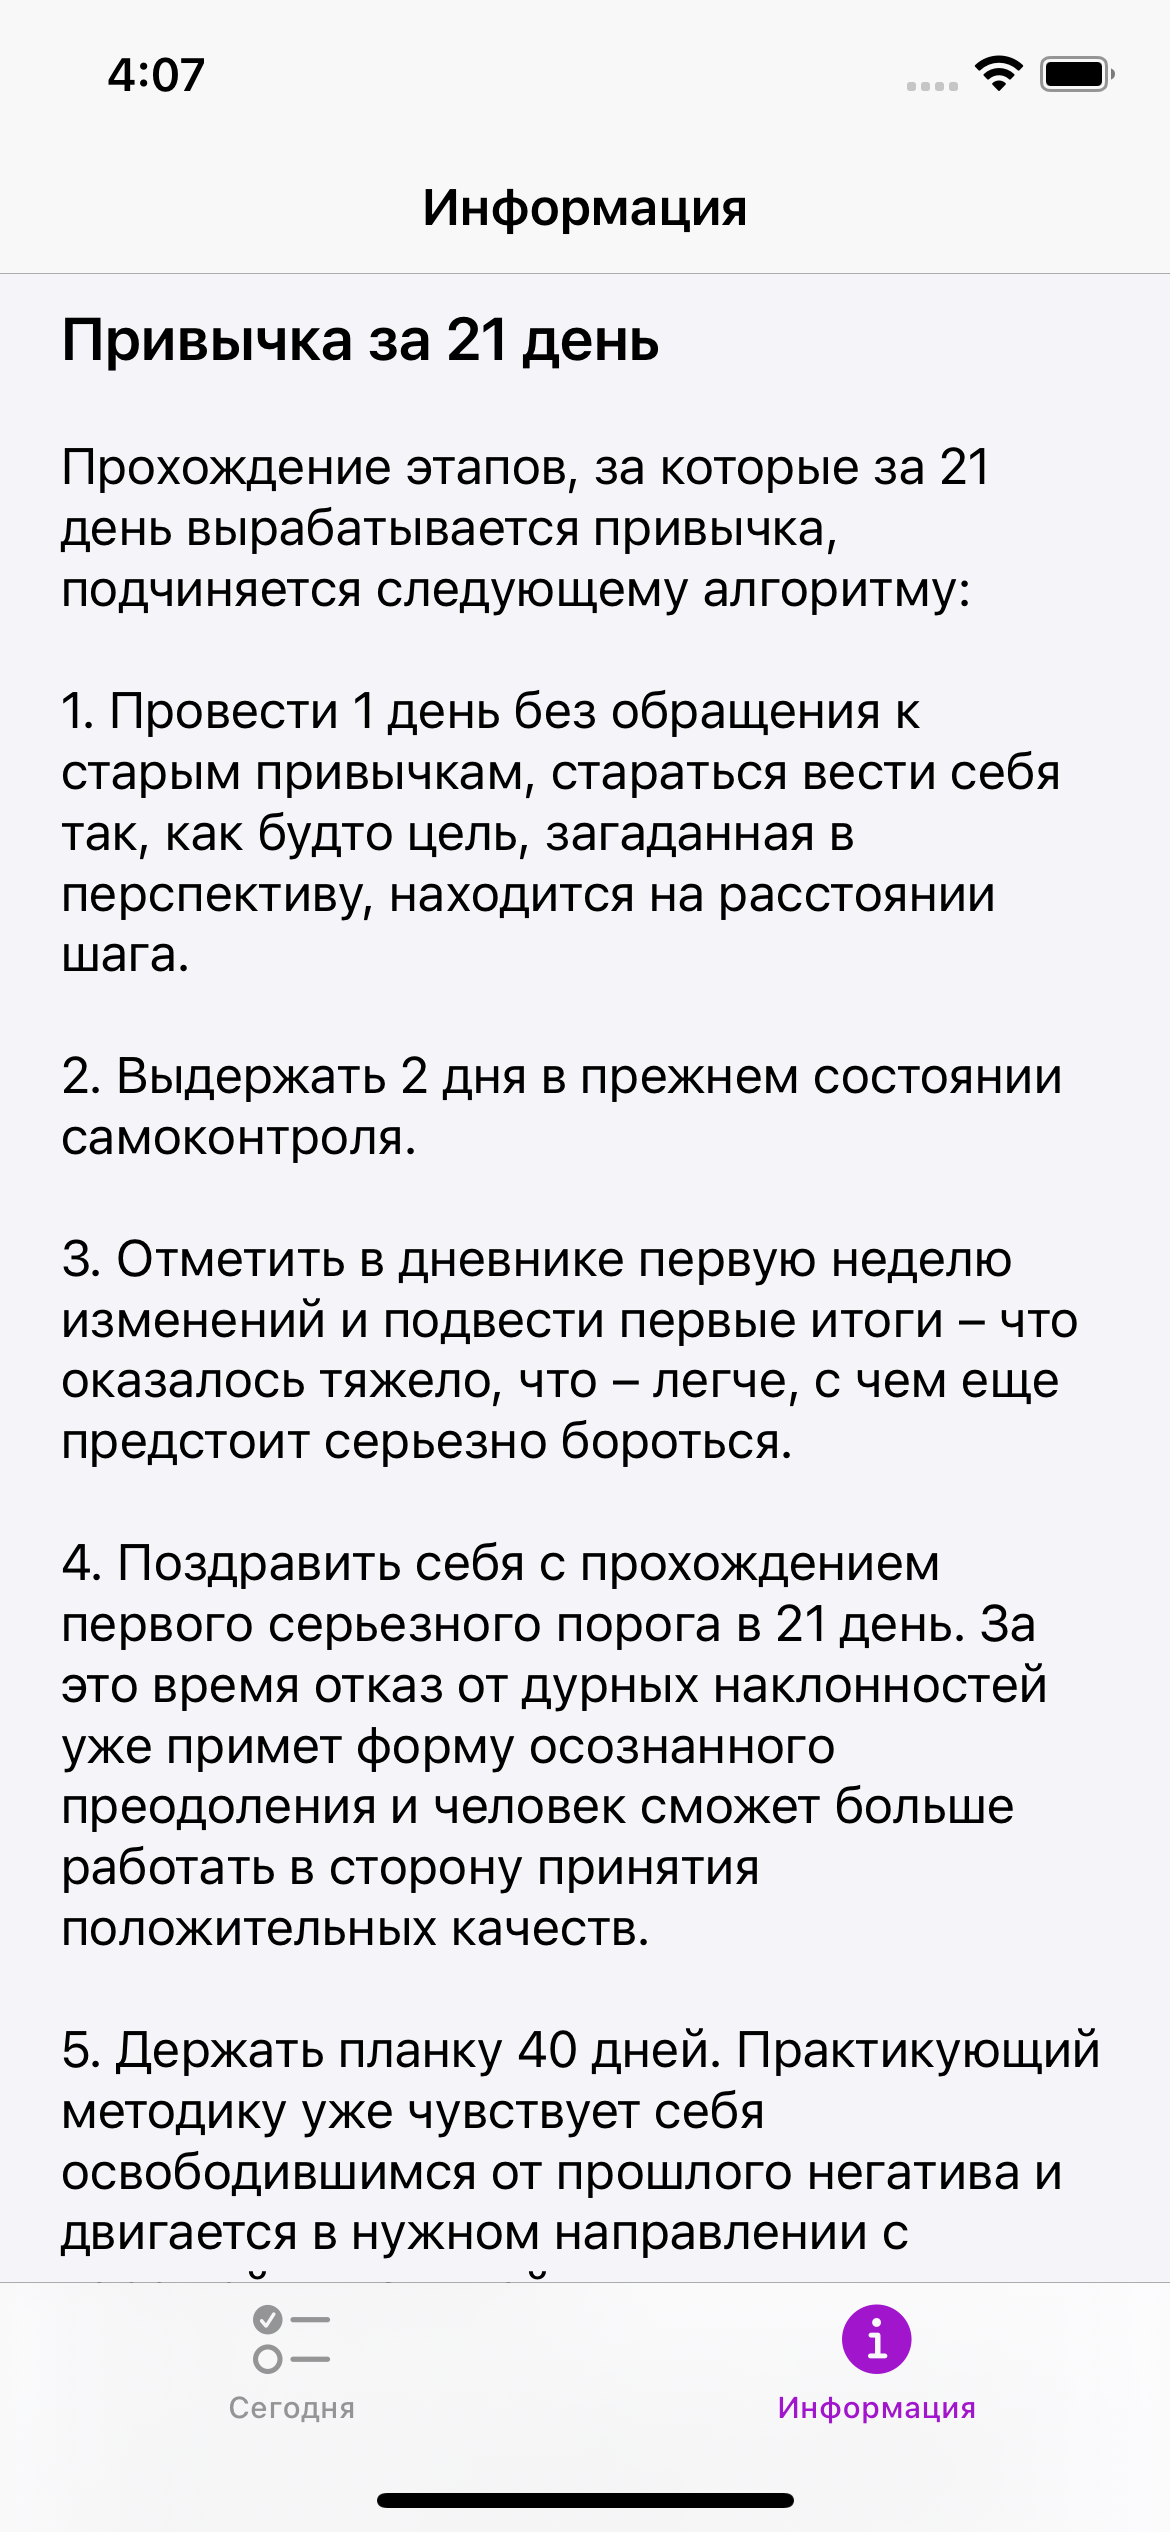 4:07
Информация
Привычка за 21 день
Прохождение этапов, за которые за 21
день вырабатывается привычка,
подчиняется следующему алгоритму:
1. Провести 1 день без обращения к
старым привычкам, стараться вести себя
так, как будто цель, загаданная в
перспективу, находится на расстоянии
шага.
2. Выдержать 2 дня в прежнем состоянии
самоконтроля.
3. Отметить в дневнике первую неделю
изменений и подвести первые итоги – что
оказалось тяжело, что – легче, с чем еще
предстоит серьезно бороться.
4. Поздравить себя с прохождением
первого серьезного порога в 21 день. За
это время отказ от дурных наклонностей
уже примет форму осознанного
преодоления и человек сможет больше
работать в сторону принятия
положительных качеств.
5. Держать планку 40 дней. Практикующий
методику уже чувствует себя
освободившимся от прошлого негатива и
двигается в нужном направлении с
Сегодня
Информация